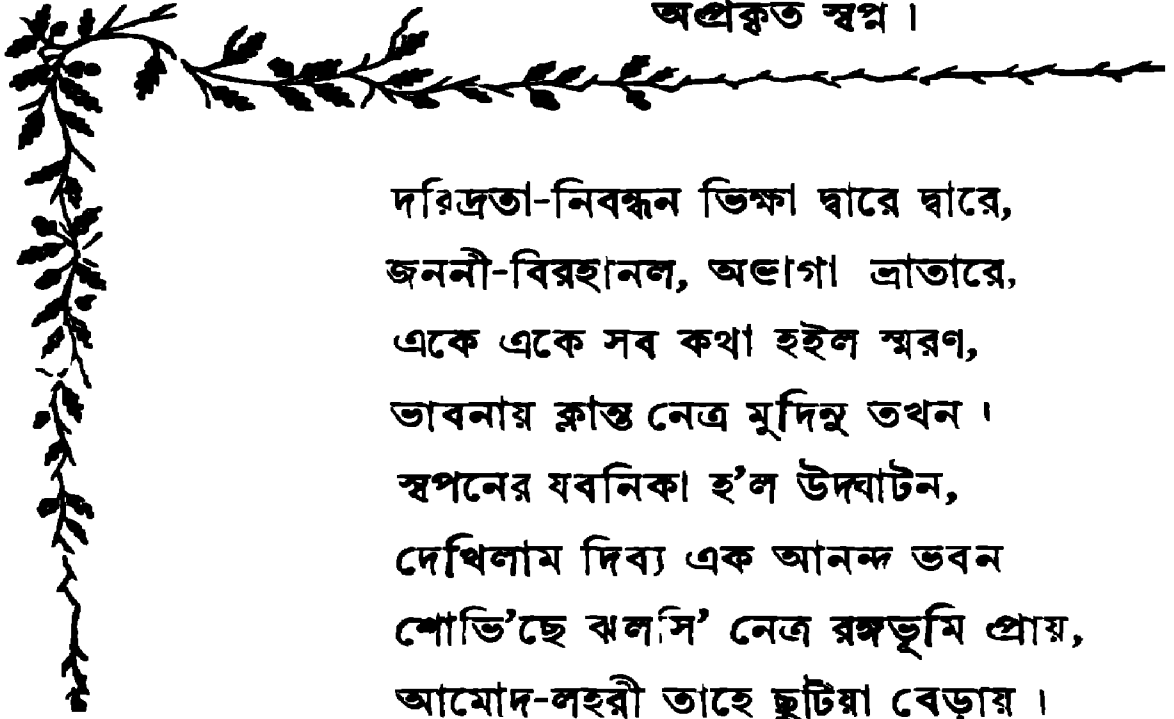 অপ্রকৃত স্বপ্ন ।
দরিদ্রতা-নিবন্ধন ভিক্ষা দ্বারে দ্বারে,
জননী-বিরহানল, অভাগা ভ্রাতারে,
একে একে সব কথা হইল স্মরণ,
ভাবনায় ক্লান্ত নেত্র মুদিনু তখন ।
স্বপনের যবনিকা হ’ল উদ্ঘাটন,
দেখিলাম দিব্য এক আনন্দ ভবন
শোভি’ছে ঝলসি’ নেত্র রঙ্গভূমি প্রায়,
আমোদ-লহরী তাহে ছুটিয়া বেড়ায় ।